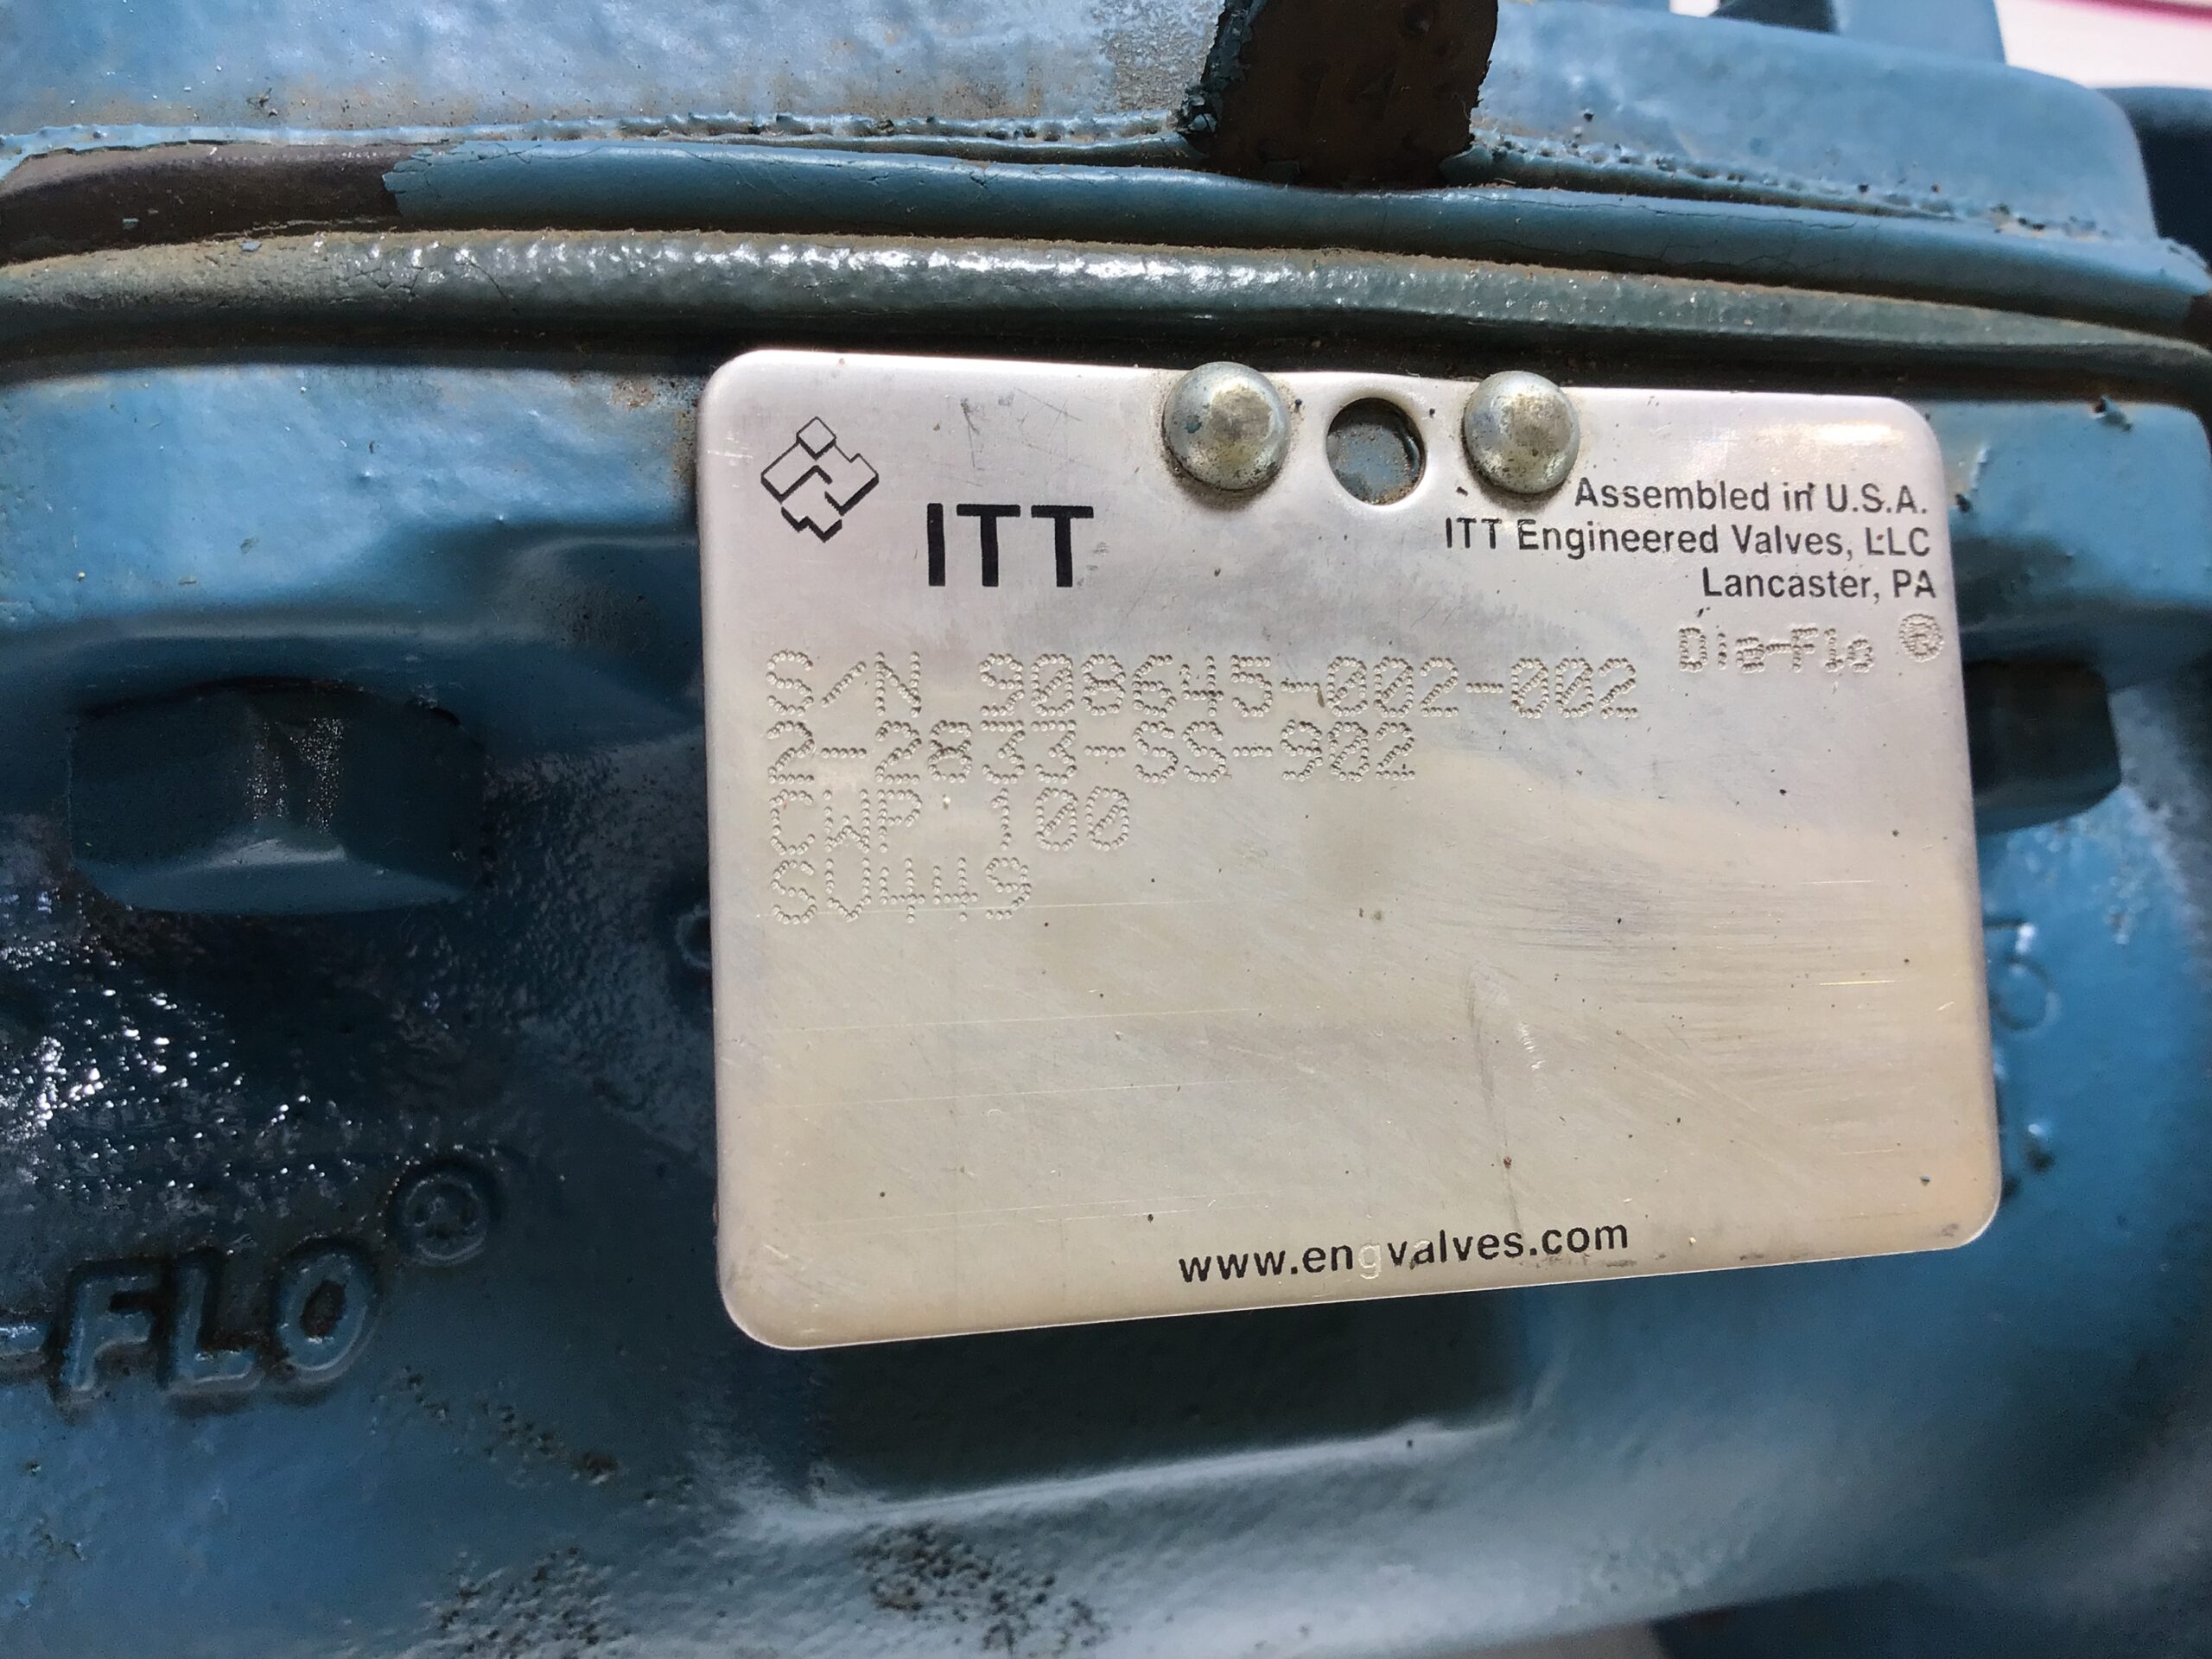 ITT
Assembled in U.S.A.
ITT Engineered Valves, LLC
Lancaster, PA
Dia-Flo ®
S/N 908645-002-002
2-2833-SS-902
CWP 100
SV449
www.engvalves.com
-FLO®